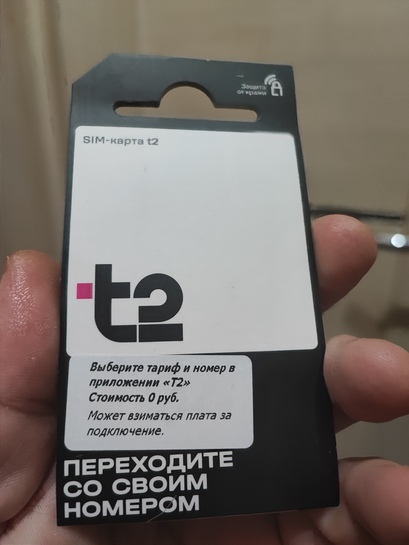 Защита
от кражи
SIM-карта t2
t2
Выберите тариф и номер в
приложении «Т2»
Стоимость 0 руб.
Может взиматься плата за
подключение.
ПЕРЕХОДИТЕ
СО СВОИМ
НОМЕРОМ